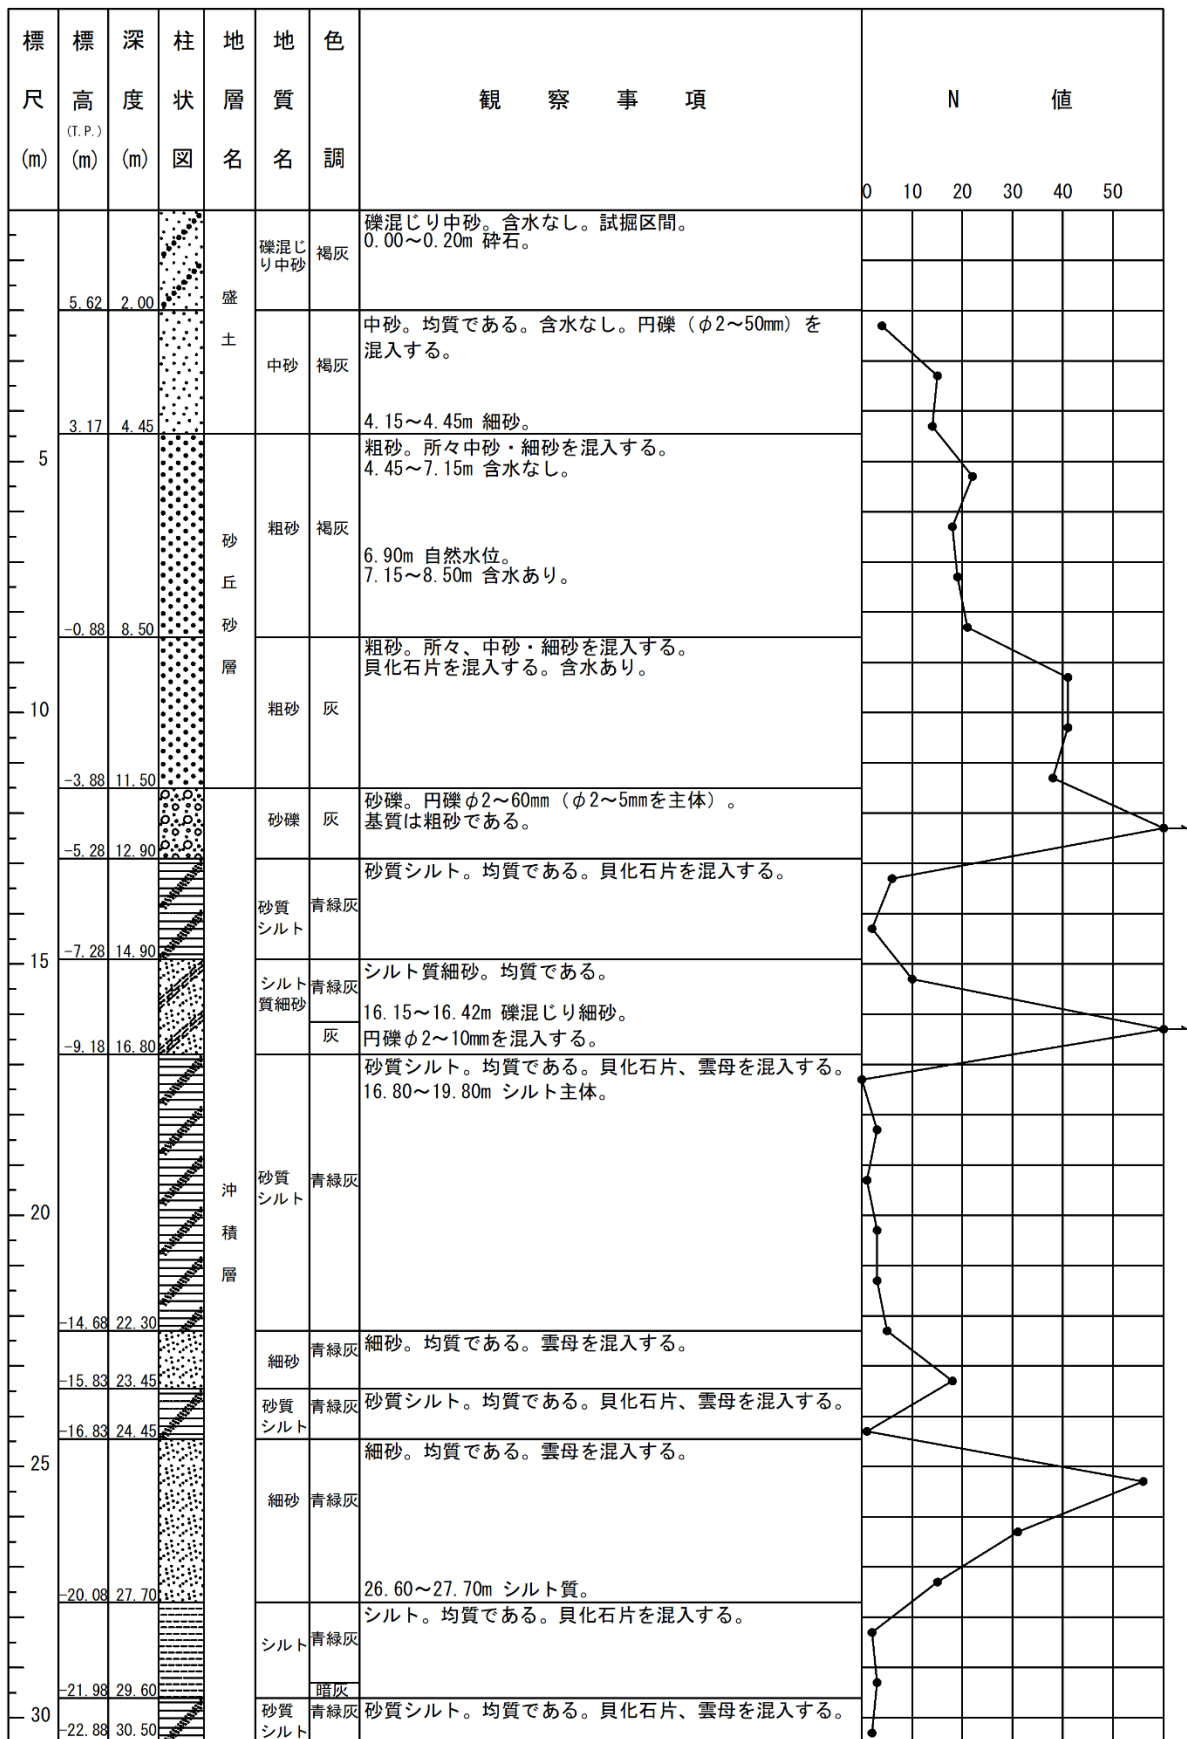 標尺(m)
標高(T.P.)(m)
深度(m)
柱状図
地層名
地質名
色調
観察事項
N値
0 10 20 30 40 50
盛土
礫混じ
り中砂
褐灰
礫混じり中砂。含水なし。試掘区間。
0.00~0.20m 砕石。
5.62 2.00
中砂
褐灰
中砂。均質である。含水なし。円礫(φ2~50mm)を
混入する。
4.15~4.45m 細砂。
3.17 4.45
5
砂丘砂層
粗砂
褐灰
粗砂。所々中砂・細砂を混入する。
4.45~7.15m 含水なし。
6.90m 自然水位。
7.15~8.50m 含水あり。
-0.88 8.50
粗砂
灰
粗砂。所々、中砂・細砂を混入する。
貝化石片を混入する。含水あり。
10
-3.88 11.50
沖積層
砂礫
灰
砂礫。円礫φ2~60mm(φ2~5mmを主体)。
基質は粗砂である。
-5.28 12.90
砂質
シルト
青緑灰
砂質シルト。均質である。貝化石片を混入する。
-7.28 14.90
15
シルト
質細砂
青緑灰
シルト質細砂。均質である。
16.15~16.42m 礫混じり細砂。
灰
円礫φ2~10mmを混入する。
-9.18 16.80
砂質
シルト
青緑灰
砂質シルト。均質である。貝化石片、雲母を混入する。
16.80~19.80m シルト主体。
20
-14.68 22.30
細砂
青緑灰
細砂。均質である。雲母を混入する。
-15.83 23.45
砂質
シルト
青緑灰
砂質シルト。均質である。貝化石片、雲母を混入する。
-16.83 24.45
25
細砂
青緑灰
細砂。均質である。雲母を混入する。
26.60~27.70m シルト質。
-20.08 27.70
シルト
青緑灰
シルト。均質である。貝化石片を混入する。
暗灰
-21.98 29.60
30
砂質
シルト
青緑灰
砂質シルト。均質である。貝化石片、雲母を混入する。
-22.88 30.50